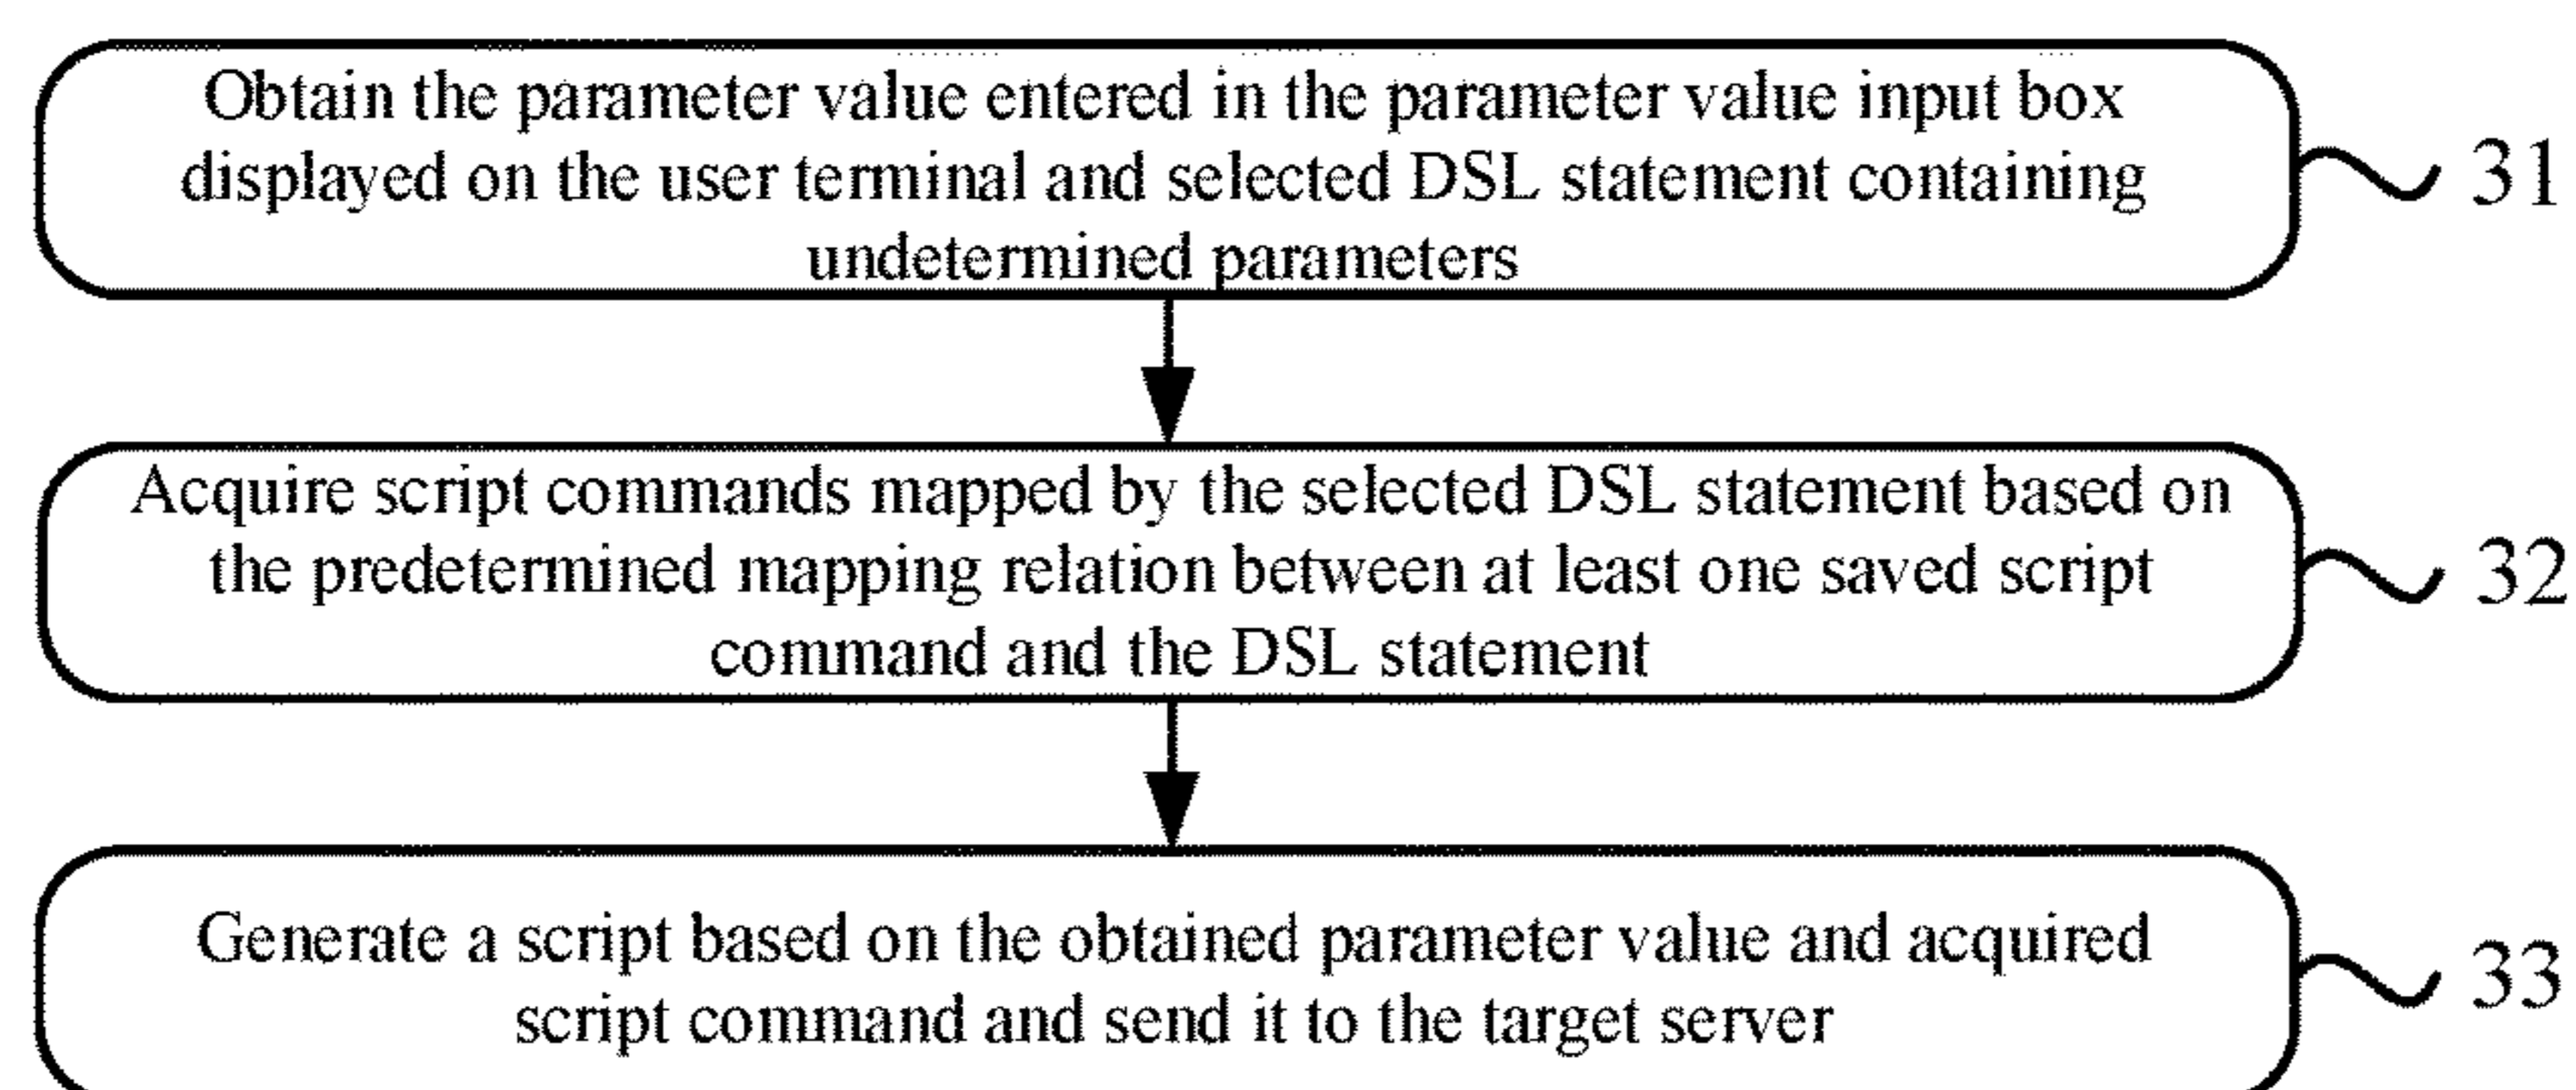 Obtain the parameter value entered in the parameter value input box
displayed on the user terminal and selected DSL statement containing
undetermined parameters
31
Acquire script commands mapped by the selected DSL statement based on
the predetermined mapping relation between at least one saved script
command and the DSL statement
32
Generate a script based on the obtained parameter value and acquired
script command and send it to the target server
33